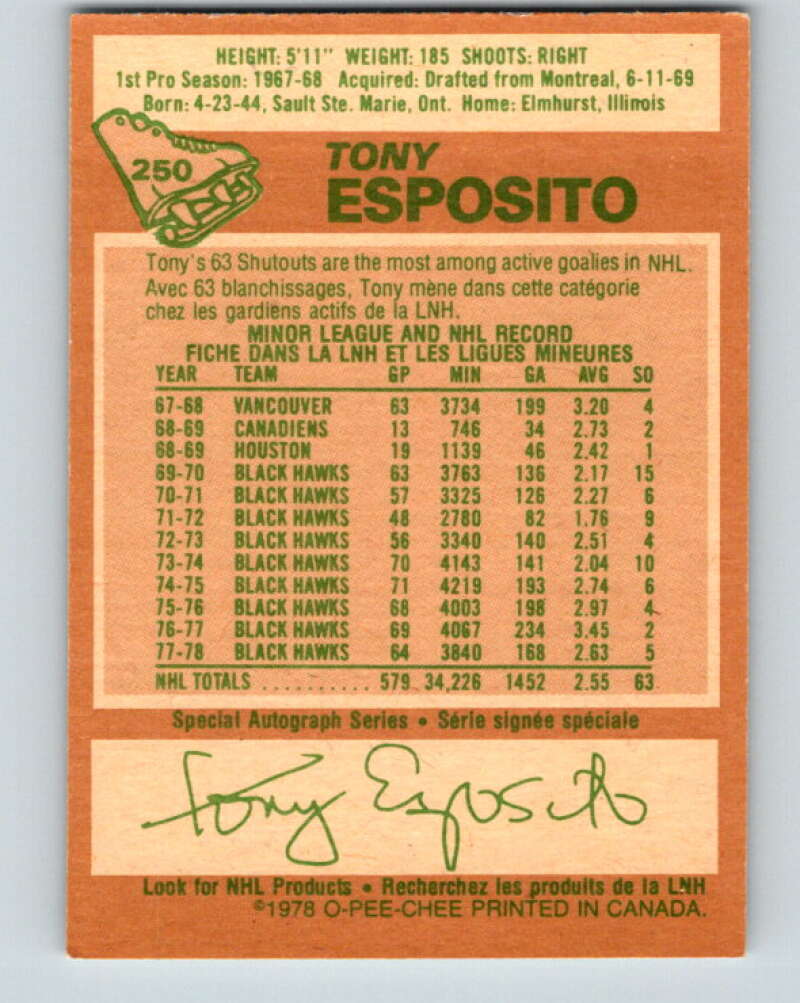 HEIGHT: 5'11" WEIGHT: 185 SHOOTS: RIGHT
1st Pro Season: 1967-68 Acquired: Drafted from Montreal, 6-11-69
Born: 4-23-44, Sault Ste. Marie, Ont. Home: Elmhurst, Illinois
250
TONY
ESPOSITO
Tony's 63 Shutouts are the most among active goalies in NHL.
Avec 63 blanchissages, Tony mène dans cette catégorie
chez les gardiens actifs de la LNH.
MINOR LEAGUE AND NHL RECORD
FICHE DANS LA LNH ET LES LIGUES MINEURES
YEAR TEAM GP MIN GA AVG SO
67-68 VANCOUVER 63 3734 199 3.20 4
68-69 CANADIENS 13 746 34 2.73 2
68-69 HOUSTON 19 1139 46 2.42 1
69-70 BLACK HAWKS 63 3763 136 2.17 15
70-71 BLACK HAWKS 57 3325 126 2.27 6
71-72 BLACK HAWKS 48 2780 82 1.76 9
72-73 BLACK HAWKS 56 3340 140 2.51 4
73-74 BLACK HAWKS 70 4143 141 2.04 10
74-75 BLACK HAWKS 71 4219 193 2.74 6
75-76 BLACK HAWKS 68 4003 198 2.97 4
76-77 BLACK HAWKS 69 4067 234 3.45 2
77-78 BLACK HAWKS 64 3840 168 2.63 5
NHL TOTALS .......... 579 34,226 1452 2.55 63
Special Autograph Series • Série signée spéciale
Tony Esposito
Look for NHL Products • Recherchez les produits de la LNH
©1978 O-PEE-CHEE PRINTED IN CANADA.